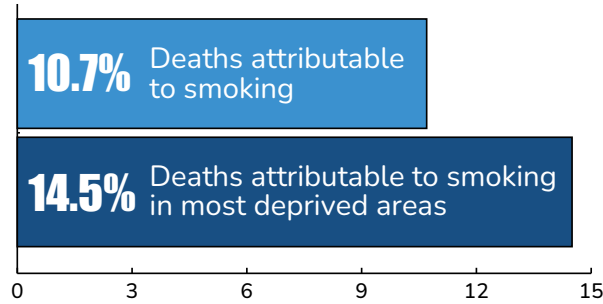 10.7% Deaths attributable
to smoking
14.5% Deaths attributable to smoking
in most deprived areas
0 3 6 9 12 15